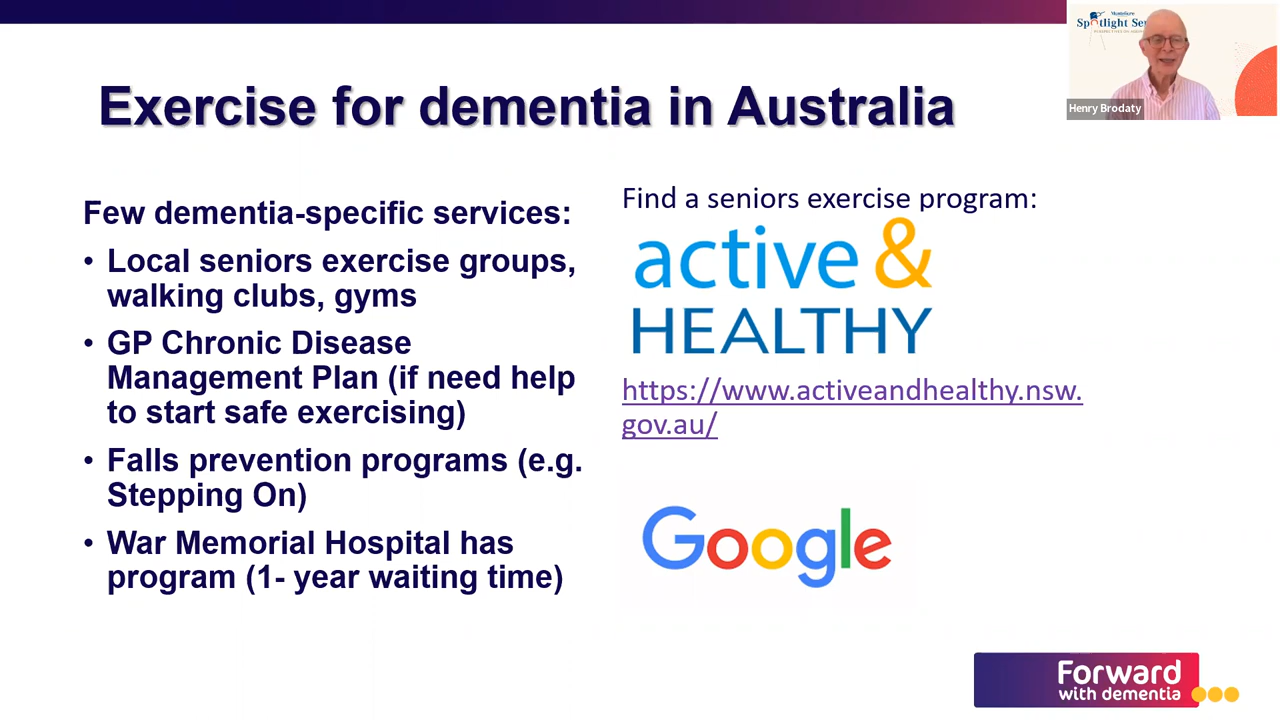 Exercise for dementia in Australia
Few dementia-specific services:
• Local seniors exercise groups,
walking clubs, gyms
• GP Chronic Disease
Management Plan (if need help
to start safe exercising)
• Falls prevention programs (e.g.
Stepping On)
• War Memorial Hospital has
program (1- year waiting time)
Find a seniors exercise program:
active &
HEALTHY
https://www.activeandhealthy.nsw.
gov.au/
Google
Spotlight
Henry Brodaty
Forward
with dementia